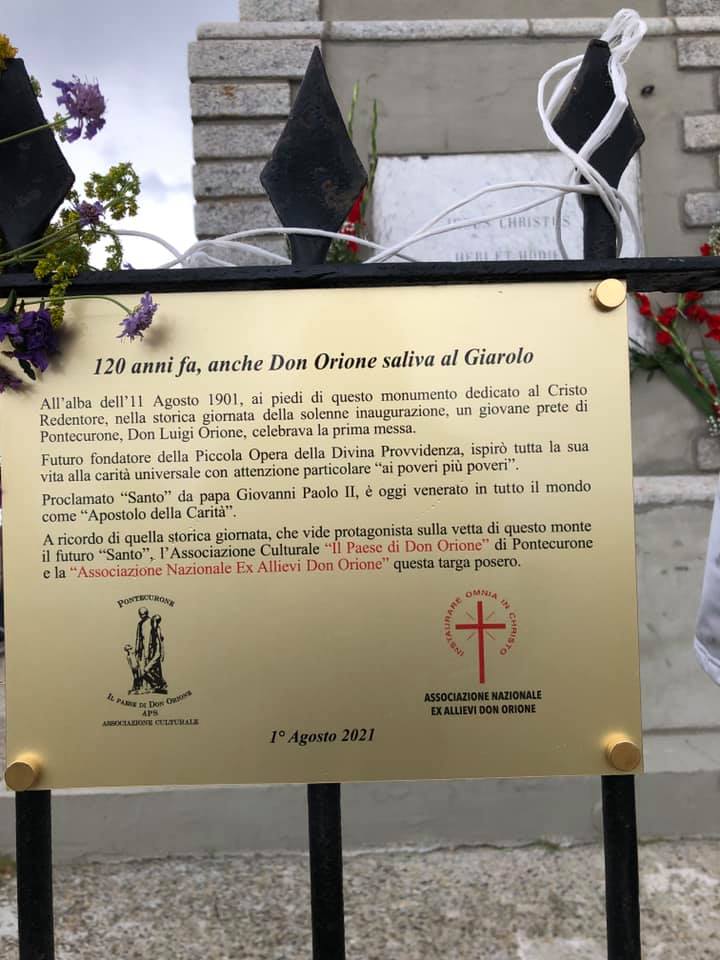 JESUS CHRISTUS
HERI ET HODIE
120 anni fa, anche Don Orione saliva al Giarolo
All'alba dell'11 Agosto 1901, ai piedi di questo monumento dedicato al Cristo
Redentore, nella storica giornata della solenne inaugurazione, un giovane prete di
Pontecurone, Don Luigi Orione, celebrava la prima messa.
Futuro fondatore della Piccola Opera della Divina Provvidenza, ispirò tutta la sua
vita alla carità universale con attenzione particolare “ai poveri più poveri”.
Proclamato “Santo” da papa Giovanni Paolo II, è oggi venerato in tutto il mondo
come “Apostolo della Carità”.
A ricordo di quella storica giornata, che vide protagonista sulla vetta di questo monte
il futuro “Santo”, l'Associazione Culturale “Il Paese di Don Orione” di Pontecurone
e la “Associazione Nazionale Ex Allievi Don Orione” questa targa posero.
PONTECURONE
IL PAESE DI DON ORIONE
APS
ASSOCIAZIONE CULTURALE
INSTAURARE OMNIA IN CHRISTO
ASSOCIAZIONE NAZIONALE
EX ALLIEVI DON ORIONE
1° Agosto 2021